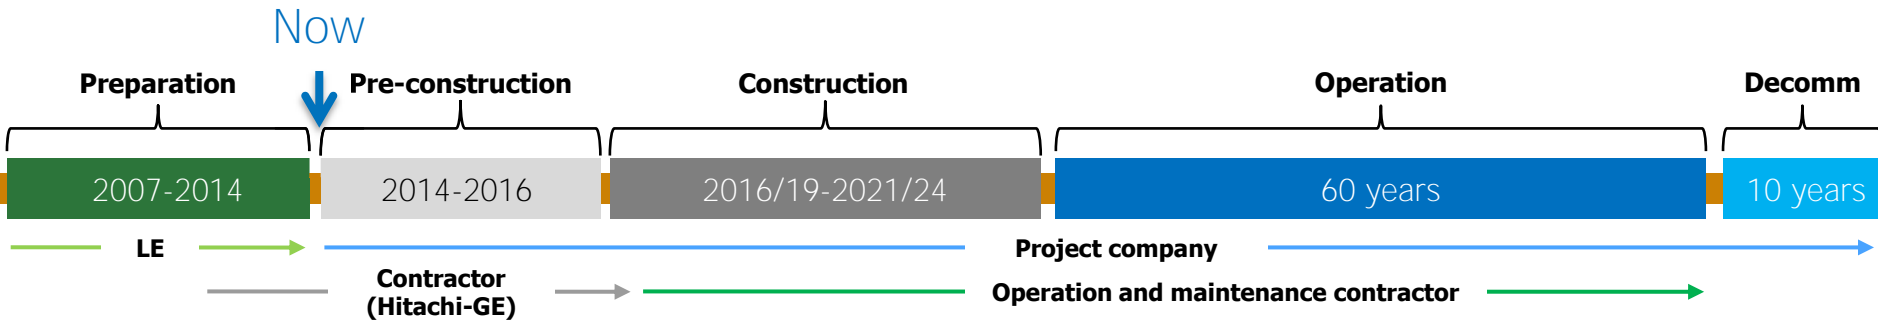 Now
Preparation
Pre-construction
Construction
Operation
Decomm
2007-2014
2014-2016
2016/19-2021/24
60 years
10 years
LE
Project company
Contractor
(Hitachi-GE)
Operation and maintenance contractor